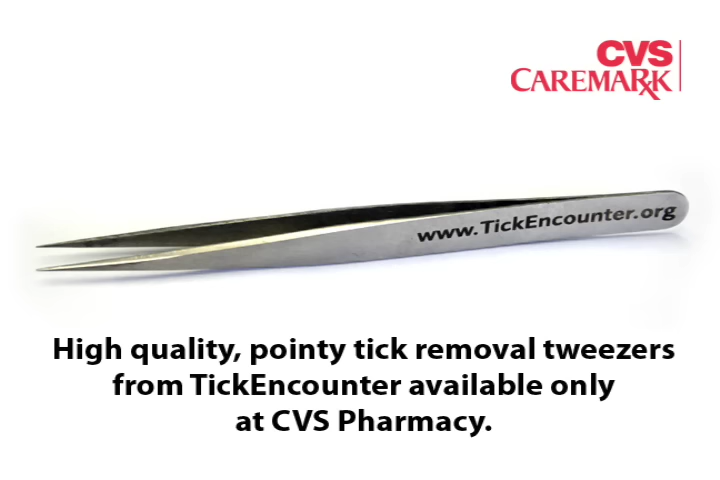 CVS
CAREMARK
www.TickEncounter.org
High quality, pointy tick removal tweezers
from TickEncounter available only
at CVS Pharmacy.